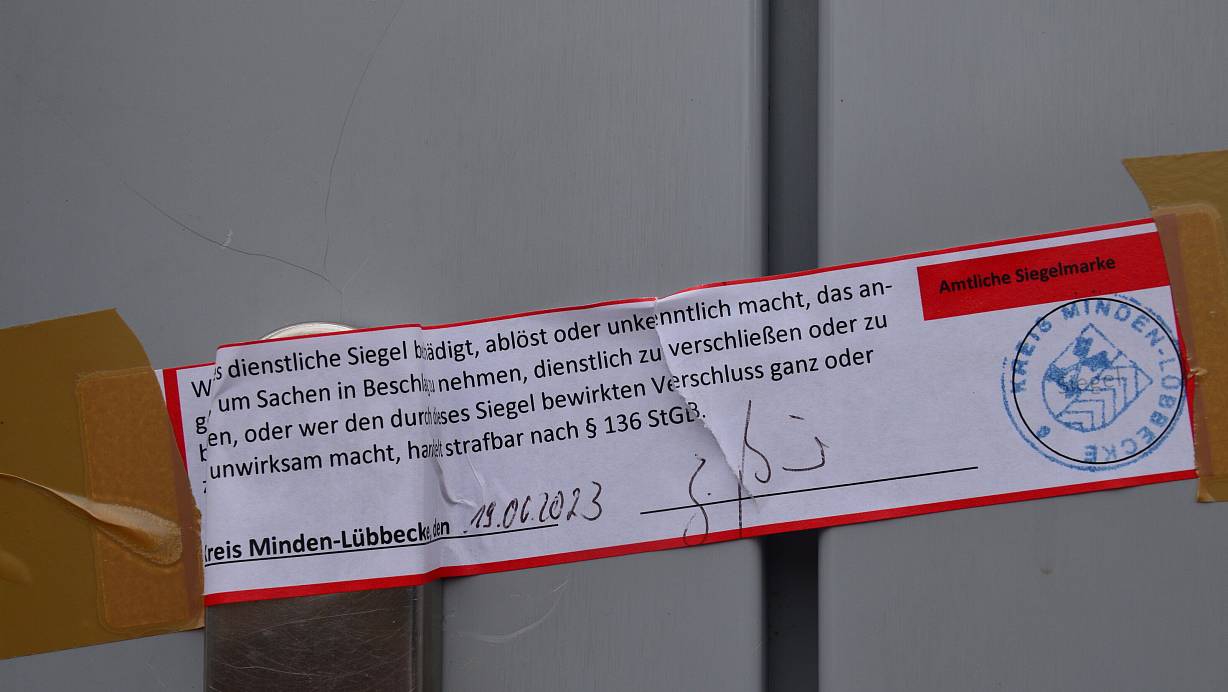 Amtliche Siegelmarke
dienstliche Siegel beschädigt, ablöst oder unkenntlich macht, das an-
um Sachen in Beschlag zu nehmen, dienstlich zu verschließen oder zu
oder wer den durch dieses Siegel bewirkten Verschluss ganz oder
unwirksam macht, handelt strafbar nach § 136 StGB.
Kreis Minden-Lübbecke, den 19.06.2023
KREIS MINDEN-LÜBBECKE
Siegel
8